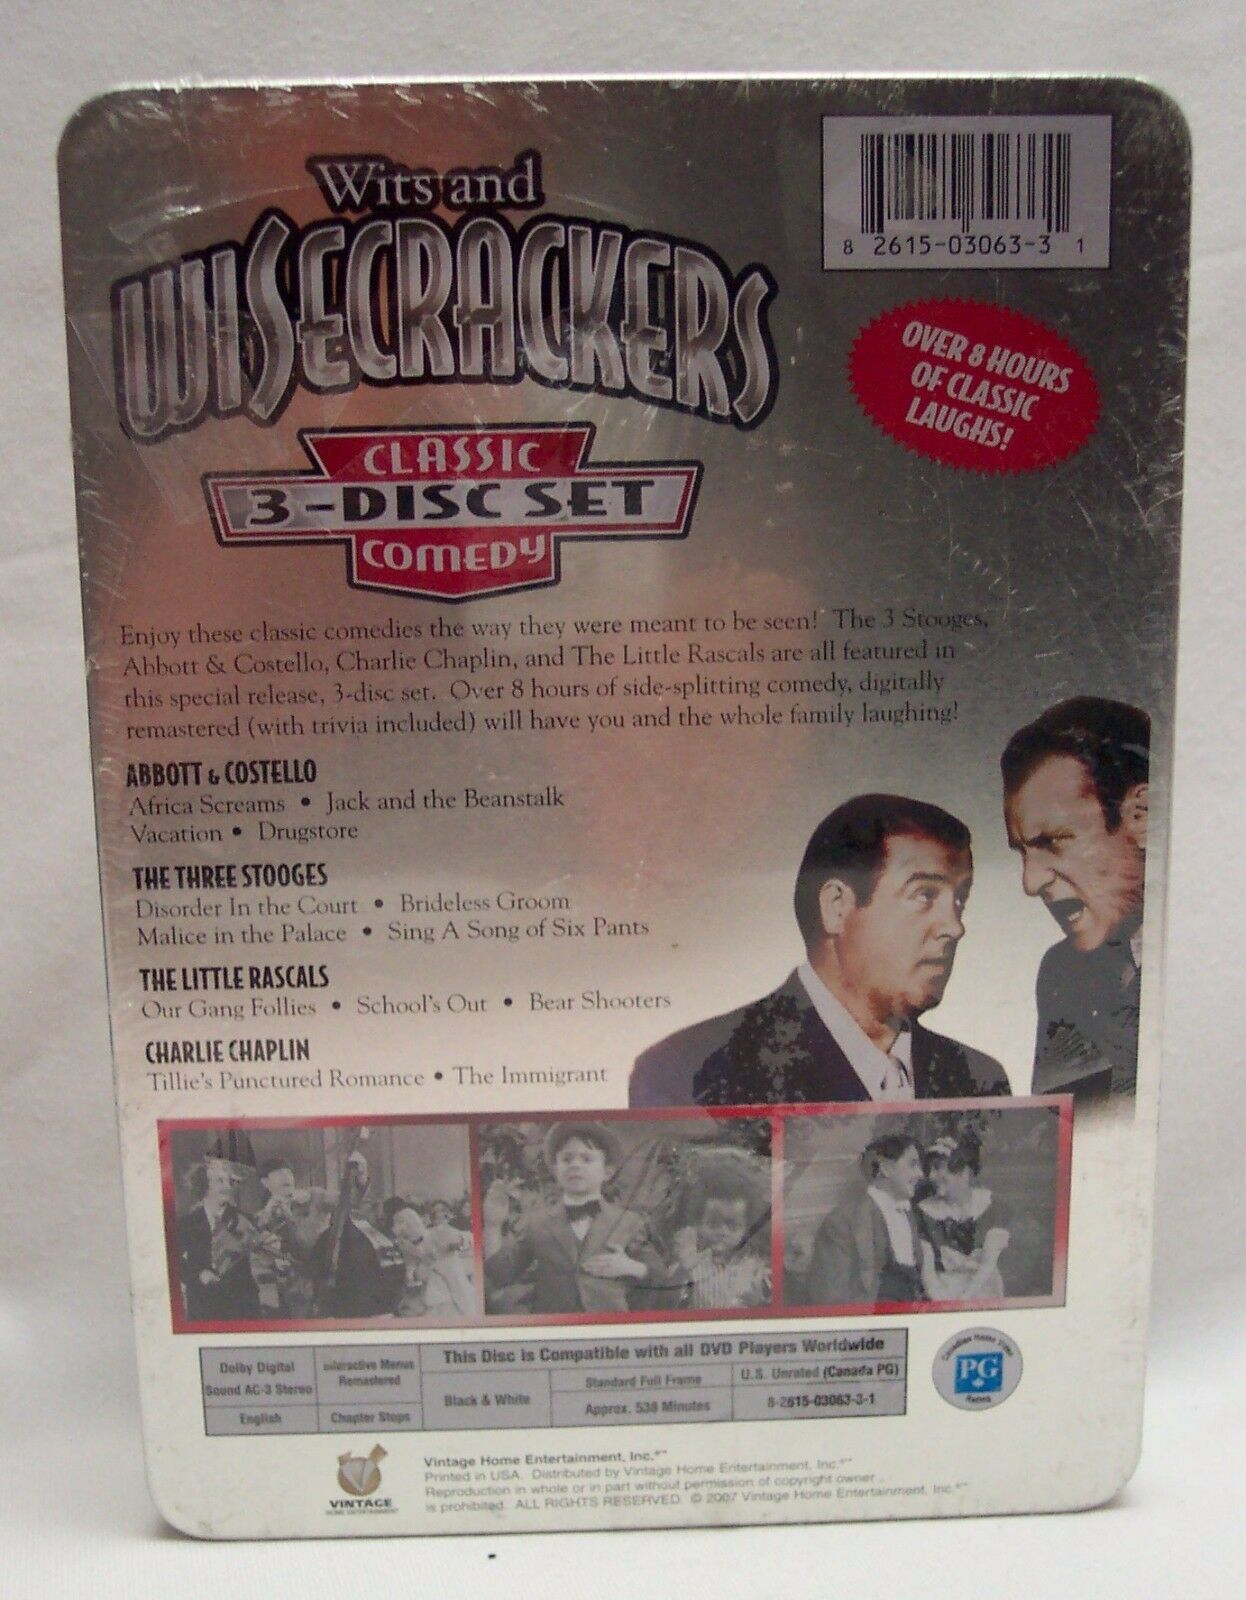 Wits and
WISECRACKERS
CLASSIC
3-DISC SET
COMEDY
8 2615-03063-3 1
OVER 8 HOURS
OF CLASSIC
LAUGHS!
Enjoy these classic comedies the way they were meant to be seen! The 3 Stooges,
Abbott & Costello, Charlie Chaplin, and The Little Rascals are all featured in
this special release, 3-disc set. Over 8 hours of side-splitting comedy, digitally
remastered (with trivia included) will have you and the whole family laughing!
ABBOTT & COSTELLO
Africa Screams • Jack and the Beanstalk
Vacation • Drugstore
THE THREE STOOGES
Disorder In the Court • Brideless Groom
Malice in the Palace • Sing A Song of Six Pants
THE LITTLE RASCALS
Our Gang Follies • School's Out • Bear Shooters
CHARLIE CHAPLIN
Tillie's Punctured Romance • The Immigrant
Dolby Digital
Sound AC-3 Stereo
English
Interactive Menus
Remastered
Chapter Stops
This Disc is Compatible with all DVD Players Worldwide
Black & White
Standard Full Frame
Approx. 538 Minutes
U.S. Unrated (Canada PG)
8-2615-03063-3-1
Canadian Home Video
PG
VINTAGE
HOME ENTERTAINMENT
Vintage Home Entertainment, Inc.
Printed in USA. Distributed by Vintage Home Entertainment, Inc.
Reproduction in whole or in part without permission of copyright owner
is prohibited. ALL RIGHTS RESERVED. © 2007 Vintage Home Entertainment, Inc.